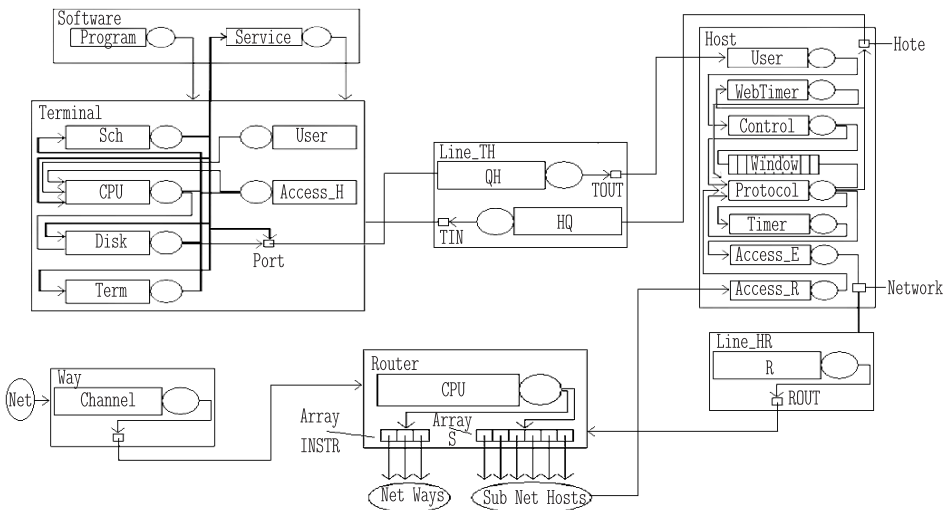 Software
Program
Service
Terminal
Sch
User
CPU
Access_H
Disk
Port
Term
Line_TH
QH
TOUT
TIN
HQ
Host
Hote
User
WebTimer
Control
Window
Protocol
Timer
Access_E
Access_R
Network
Line_HR
R
ROUT
Net
Way
Channel
Router
CPU
Array
INSTR
Array
S
Net Ways
Sub Net Hosts